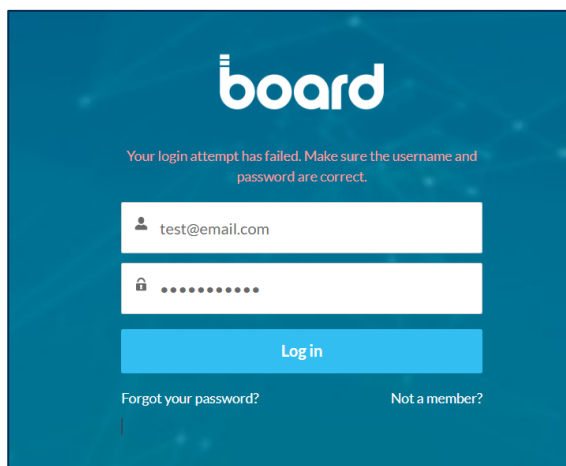 board
Your login attempt has failed. Make sure the username and
password are correct.
test@email.com
•••••••••••
Log in
Forgot your password? Not a member?